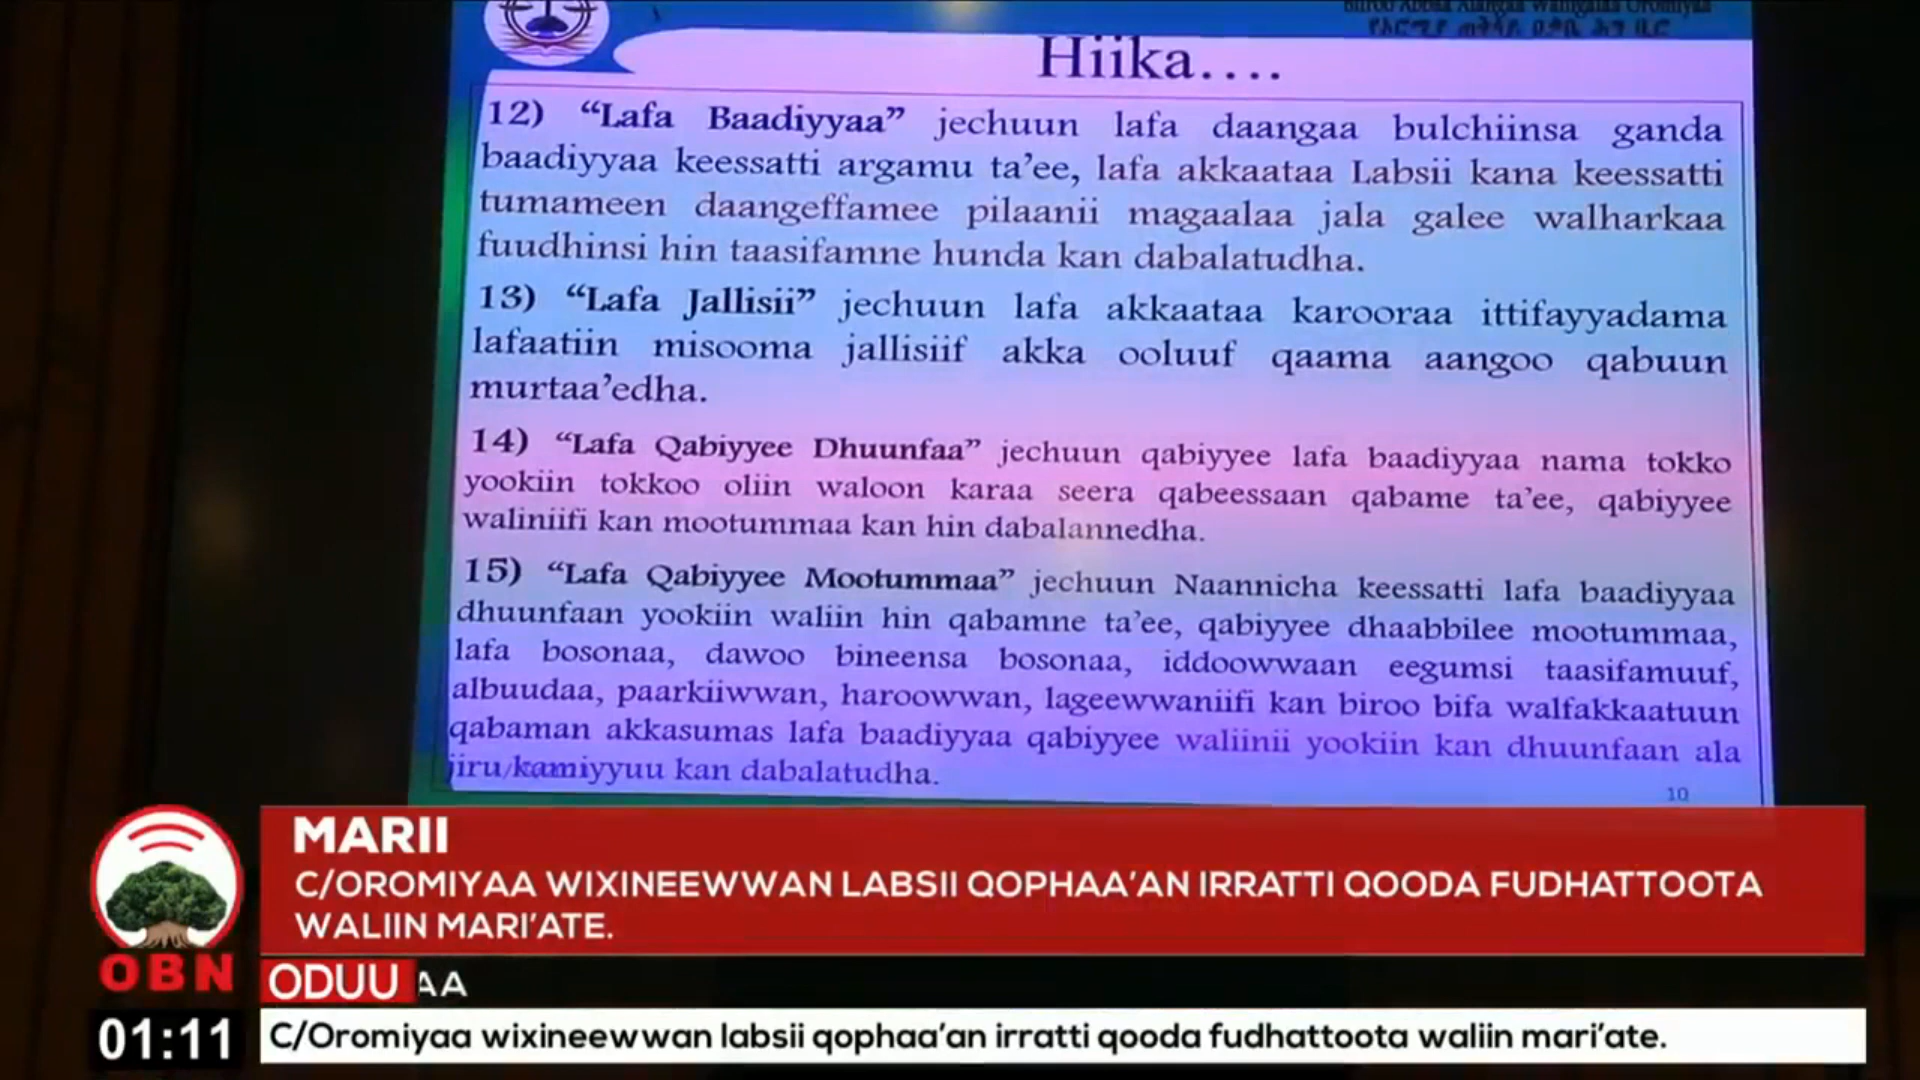 Hiika....
12) “Lafa Baadiyyaa” jechuun lafa daangaa bulchiinsa ganda
baadiyyaa keessatti argamu ta’ee, lafa akkaataa Labsii kana keessatti
tumameen daangeffamee pilaanii magaalaa jala galee walharkaa
fuudhinsi hin taasifamne hunda kan dabalatudha.
13) “Lafa Jallisii” jechuun lafa akkaataa karooraa ittifayyadama
lafaatiin misooma jallisiif akka ooluuf qaama aangoo qabuun
murtaa’edha.
14) “Lafa Qabiyyee Dhuunfaa” jechuun qabiyyee lafa baadiyyaa nama tokko
yookiin tokkoo oliin waloon karaa seera qabeessaan qabame ta’ee, qabiyyee
waliniifi kan mootummaa kan hin dabalannedha.
15) “Lafa Qabiyyee Mootummaa” jechuun Naannicha keessatti lafa baadiyyaa
dhuunfaan yookiin waliin hin qabamne ta’ee, qabiyyee dhaabbilee mootummaa,
lafa bosonaa, dawoo bineensa bosonaa, iddoowwaan eegumsi taasifamuuf,
albuudaa, paarkiiwwan, haroowwan, lageewwaniifi kan biroo bifa walfakkaatuun
qabaman akkasumas lafa baadiyyaa qabiyyee waliinii yookiin kan dhuunfaan ala
jiru/kamiyyuu kan dabalatudha.
10
MARII
C/OROMIYAA WIXINEEWWAN LABSII QOPHAA’AN IRRATTI QOODA FUDHATTOOTA
WALIIN MARI’ATE.
OBN
ODUU AA
01:11
C/Oromiyaa wixineewwan labsii qophaa’an irratti qooda fudhattoota waliin mari’ate.